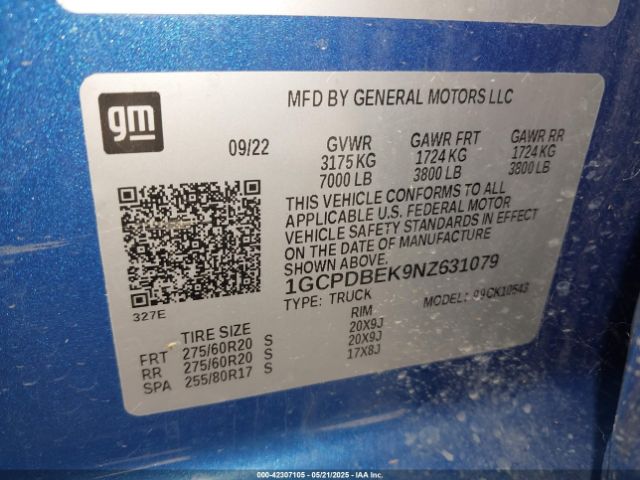 gm
MFD BY GENERAL MOTORS LLC
09/22 GVWR GAWR FRT GAWR RR
3175 KG 1724 KG 1724 KG
7000 LB 3800 LB 3800 LB
THIS VEHICLE CONFORMS TO ALL
APPLICABLE U.S. FEDERAL MOTOR
VEHICLE SAFETY STANDARDS IN EFFECT
ON THE DATE OF MANUFACTURE
SHOWN ABOVE.
1GCPDBEK9NZ631079
327E
TYPE: TRUCK MODEL: 99CK10543
TIRE SIZE RIM
FRT 275/60R20 S 20X9J
RR 275/60R20 S 20X9J
SPA 255/80R17 S 17X8J
000-42307105 — 05/21/2025 — IAA Inc.